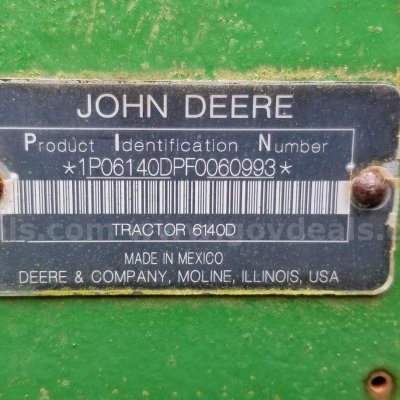 JOHN DEERE
Product Identification Number
*1P06140DPF0060993*
TRACTOR 6140D
MADE IN MEXICO
DEERE & COMPANY, MOLINE, ILLINOIS, USA